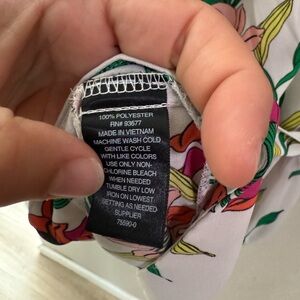 100% POLYESTER
RN# 93677
MADE IN VIETNAM
MACHINE WASH COLD
GENTLE CYCLE
WITH LIKE COLORS
USE ONLY NON-
CHLORINE BLEACH
WHEN NEEDED
TUMBLE DRY LOW
IRON ON LOWEST
SETTING AS NEEDED
SUPPLIER
75590-0